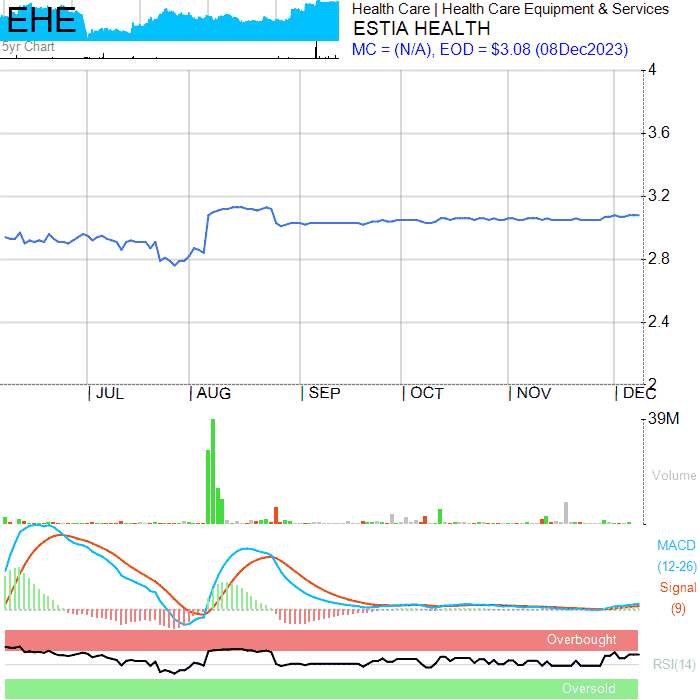 EHE
5yr Chart
Health Care | Health Care Equipment & Services
ESTIA HEALTH
MC = (N/A), EOD = $3.08 (08Dec2023)
4
3.6
3.2
2.8
2.4
2
JUL
AUG
SEP
OCT
NOV
DEC
39M
Volume
MACD
(12-26)
Signal
(9)
Overbought
RSI(14)
Oversold